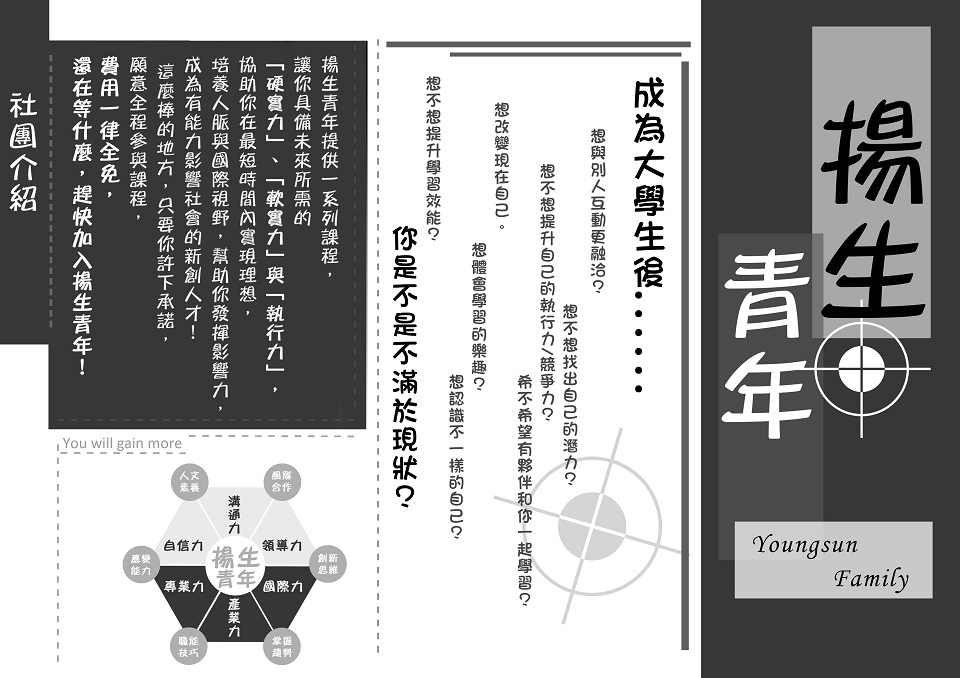 揚生
青年
Youngsun
Family
成為大學生後••••••
想與別人互動更融洽？
想不想找出自己的潛力？
想不想提升自己的執行力/競爭力？
希不希望有夥伴和你一起學習？
想改變現在自己。
想體會學習的樂趣？
想認識不一樣的自己？
想不想提升學習效能？
你是不是不滿於現狀？
揚生青年提供一系列課程，
讓你具備未來所需的
「硬實力」、「軟實力」與「執行力」，
協助你在最短時間內實現理想，
培養人脈與國際視野，幫助你發揮影響力，
成為有能力影響社會的新創人才！
這麼棒的地方，只要你許下承諾，
願意全程參與課程，
費用一律全免，
還在等什麼，趕快加入揚生青年！
社團介紹
You will gain more
人文
素養
團隊
合作
溝通力
自信力
領導力
應變
能力
揚生
青年
創新
思維
專業力
國際力
產業力
職能
技巧
掌握
趨勢